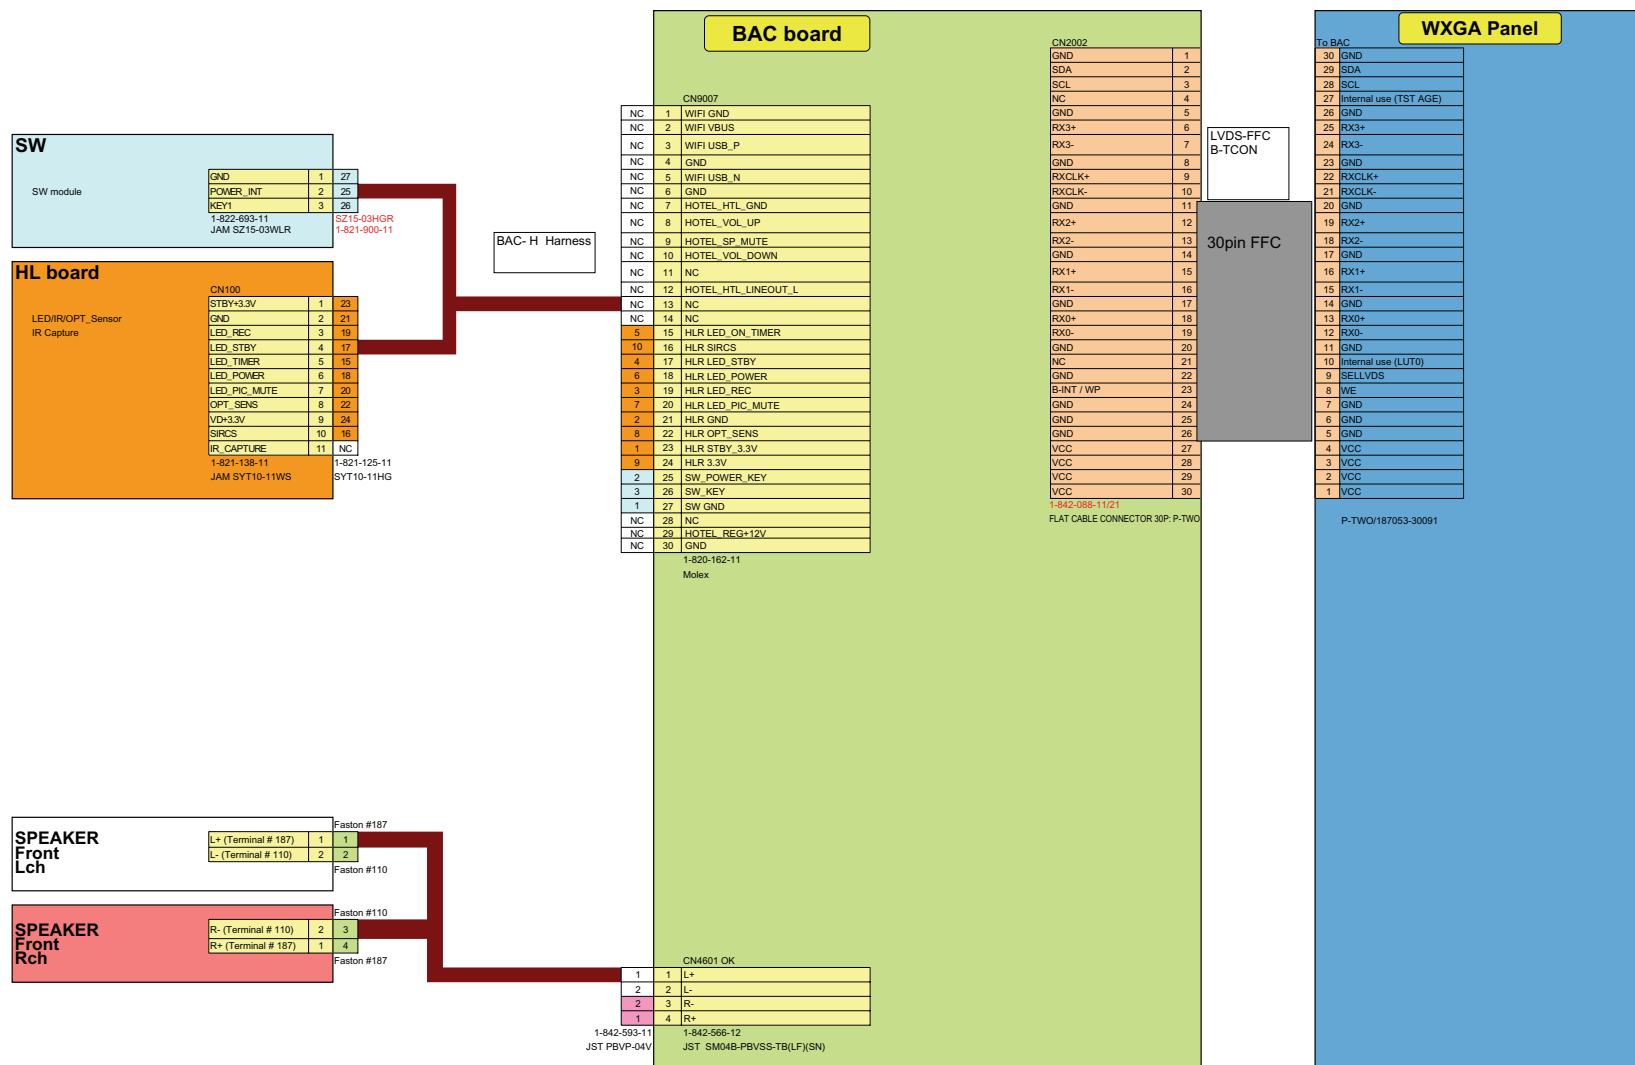 BAC board
WXGA Panel
SW
SW module
GND 1 27
POWER_INT 2 25
KEY1 3 26
1-822-693-11 SZ15-03HGR
JAM SZ15-03WLR 1-821-900-11
HL board
CN100
LED/IR/OPT_Sensor
IR Capture
STBY+3.3V 1 23
GND 2 21
LED_REC 3 19
LED_STBY 4 17
LED_TIMER 5 15
LED_POWER 6 18
LED_PIC_MUTE 7 20
OPT_SENS 8 22
VD+3.3V 9 24
SIRCS 10 16
IR_CAPTURE 11 NC
1-821-138-11 1-821-125-11
JAM SYT10-11WS SYT10-11HG
BAC- H Harness
CN9007
NC 1 WIFI GND
NC 2 WIFI VBUS
NC 3 WIFI USB_P
NC 4 GND
NC 5 WIFI USB_N
NC 6 GND
NC 7 HOTEL_HTL_GND
NC 8 HOTEL_VOL_UP
NC 9 HOTEL_SP_MUTE
NC 10 HOTEL_VOL_DOWN
NC 11 NC
NC 12 HOTEL_HTL_LINEOUT_L
NC 13 NC
NC 14 NC
5 15 HLR LED_ON_TIMER
10 16 HLR SIRCS
4 17 HLR LED_STBY
6 18 HLR LED_POWER
3 19 HLR LED_REC
7 20 HLR LED_PIC_MUTE
2 21 HLR GND
8 22 HLR OPT_SENS
1 23 HLR STBY_3.3V
9 24 HLR 3.3V
2 25 SW_POWER_KEY
3 26 SW_KEY
1 27 SW GND
NC 28 NC
NC 29 HOTEL_REG+12V
NC 30 GND
1-820-162-11
Molex
CN2002
GND 1
SDA 2
SCL 3
NC 4
GND 5
RX3+ 6
RX3- 7
GND 8
RXCLK+ 9
RXCLK- 10
GND 11
RX2+ 12
RX2- 13
GND 14
RX1+ 15
RX1- 16
GND 17
RX0+ 18
RX0- 19
GND 20
NC 21
GND 22
B-INT / WP 23
GND 24
GND 25
GND 26
VCC 27
VCC 28
VCC 29
VCC 30
1-842-088-11/21
FLAT CABLE CONNECTOR 30P: P-TWO
LVDS-FFC
B-TCON
30pin FFC
To BAC
30 GND
29 SDA
28 SCL
27 Internal use (TST AGE)
26 GND
25 RX3+
24 RX3-
23 GND
22 RXCLK+
21 RXCLK-
20 GND
19 RX2+
18 RX2-
17 GND
16 RX1+
15 RX1-
14 GND
13 RX0+
12 RX0-
11 GND
10 Internal use (LUT0)
9 SELLVDS
8 WE
7 GND
6 GND
5 GND
4 VCC
3 VCC
2 VCC
1 VCC
P-TWO/187053-30091
SPEAKER
Front
Lch
Faston #187
L+ (Terminal # 187) 1 1
L- (Terminal # 110) 2 2
Faston #110
SPEAKER
Front
Rch
Faston #110
R- (Terminal # 110) 2 3
R+ (Terminal # 187) 1 4
Faston #187
CN4601 OK
1 1 L+
2 2 L-
2 3 R-
1 4 R+
1-842-593-11 1-842-566-12
JST PBVP-04V JST SM04B-PBVSS-TB(LF)(SN)